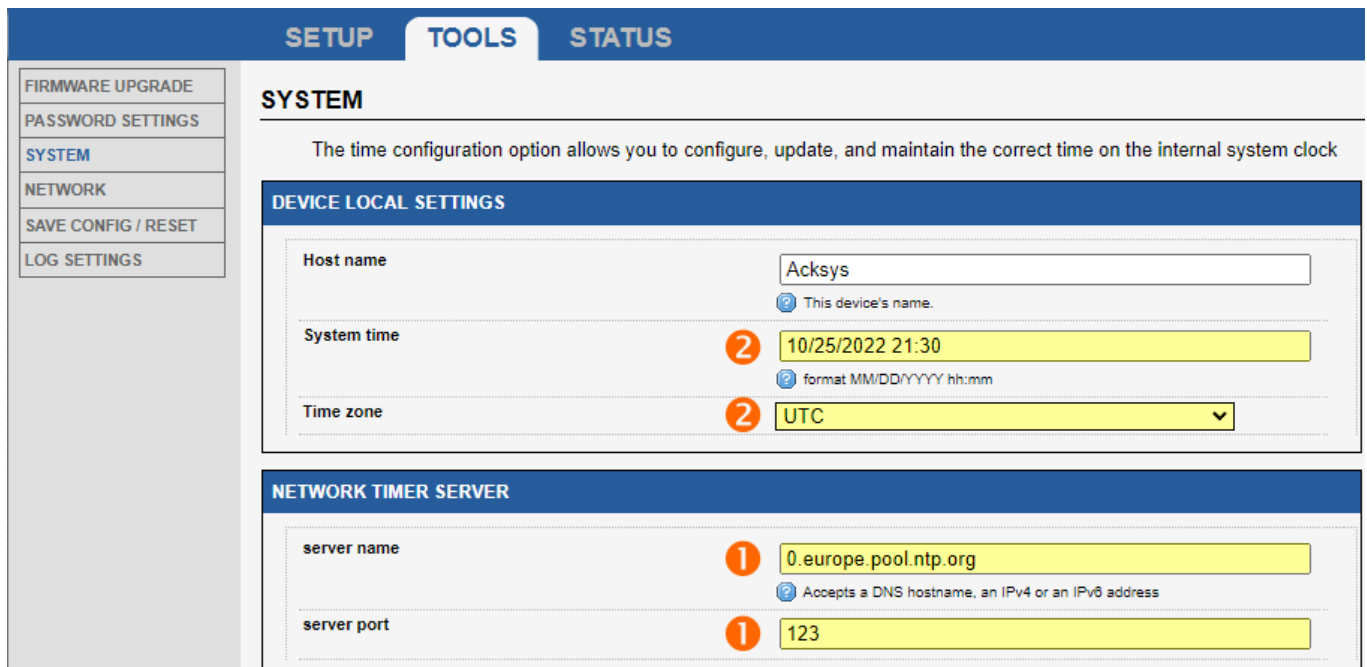 SETUP TOOLS STATUS
FIRMWARE UPGRADE
PASSWORD SETTINGS
SYSTEM
NETWORK
SAVE CONFIG / RESET
LOG SETTINGS
SYSTEM
The time configuration option allows you to configure, update, and maintain the correct time on the internal system clock
DEVICE LOCAL SETTINGS
Host name
Acksys
This device's name.
System time
2 10/25/2022 21:30
format MM/DD/YYYY hh:mm
Time zone
2 UTC
NETWORK TIMER SERVER
server name
1 0.europe.pool.ntp.org
Accepts a DNS hostname, an IPv4 or an IPv6 address
server port
1 123